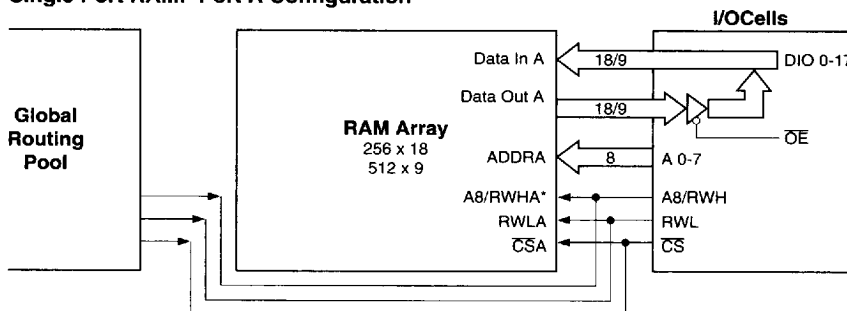 Single Port RAM: Port A Configuration
I/OCells
Data In A
18/9
DIO 0-17
Data Out A
18/9
Global
Routing
Pool
RAM Array
256 x 18
512 x 9
OE
ADDRA
8
A 0-7
A8/RWHA*
A8/RWH
RWLA
RWL
CSA
CS